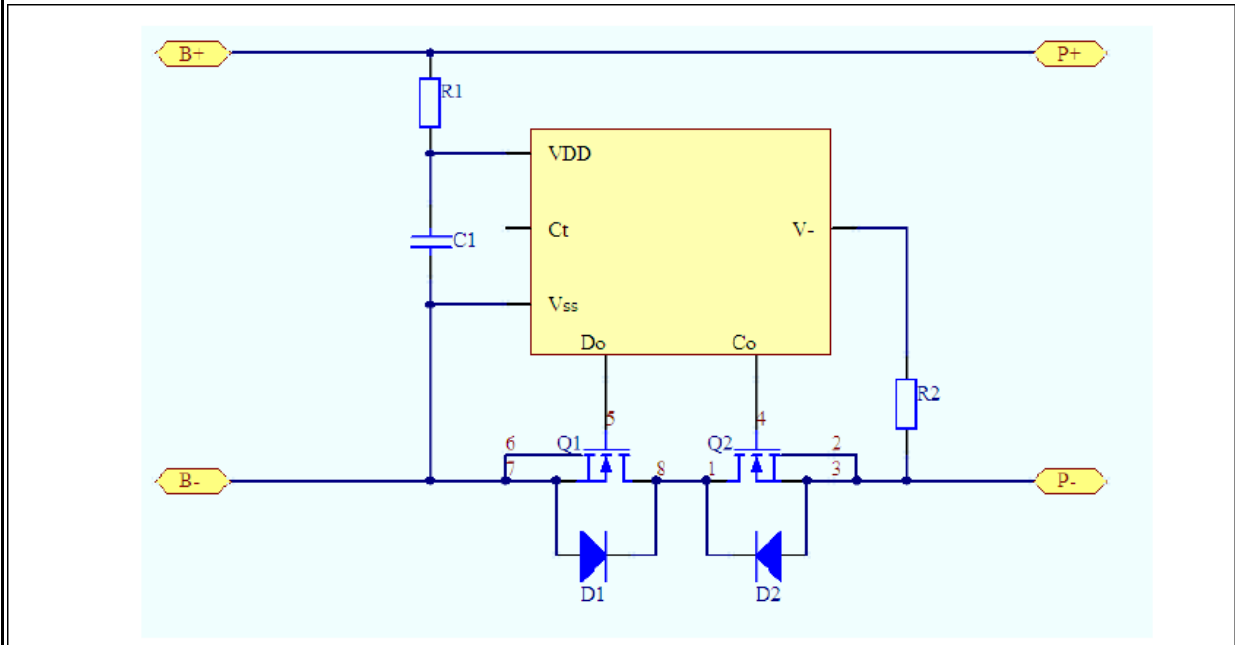 B+
P+
R1
VDD
Ct
V-
C1
Vss
Do
Co
R2
5
4
6
Q1
Q2
2
7
8
1
3
B-
P-
D1
D2